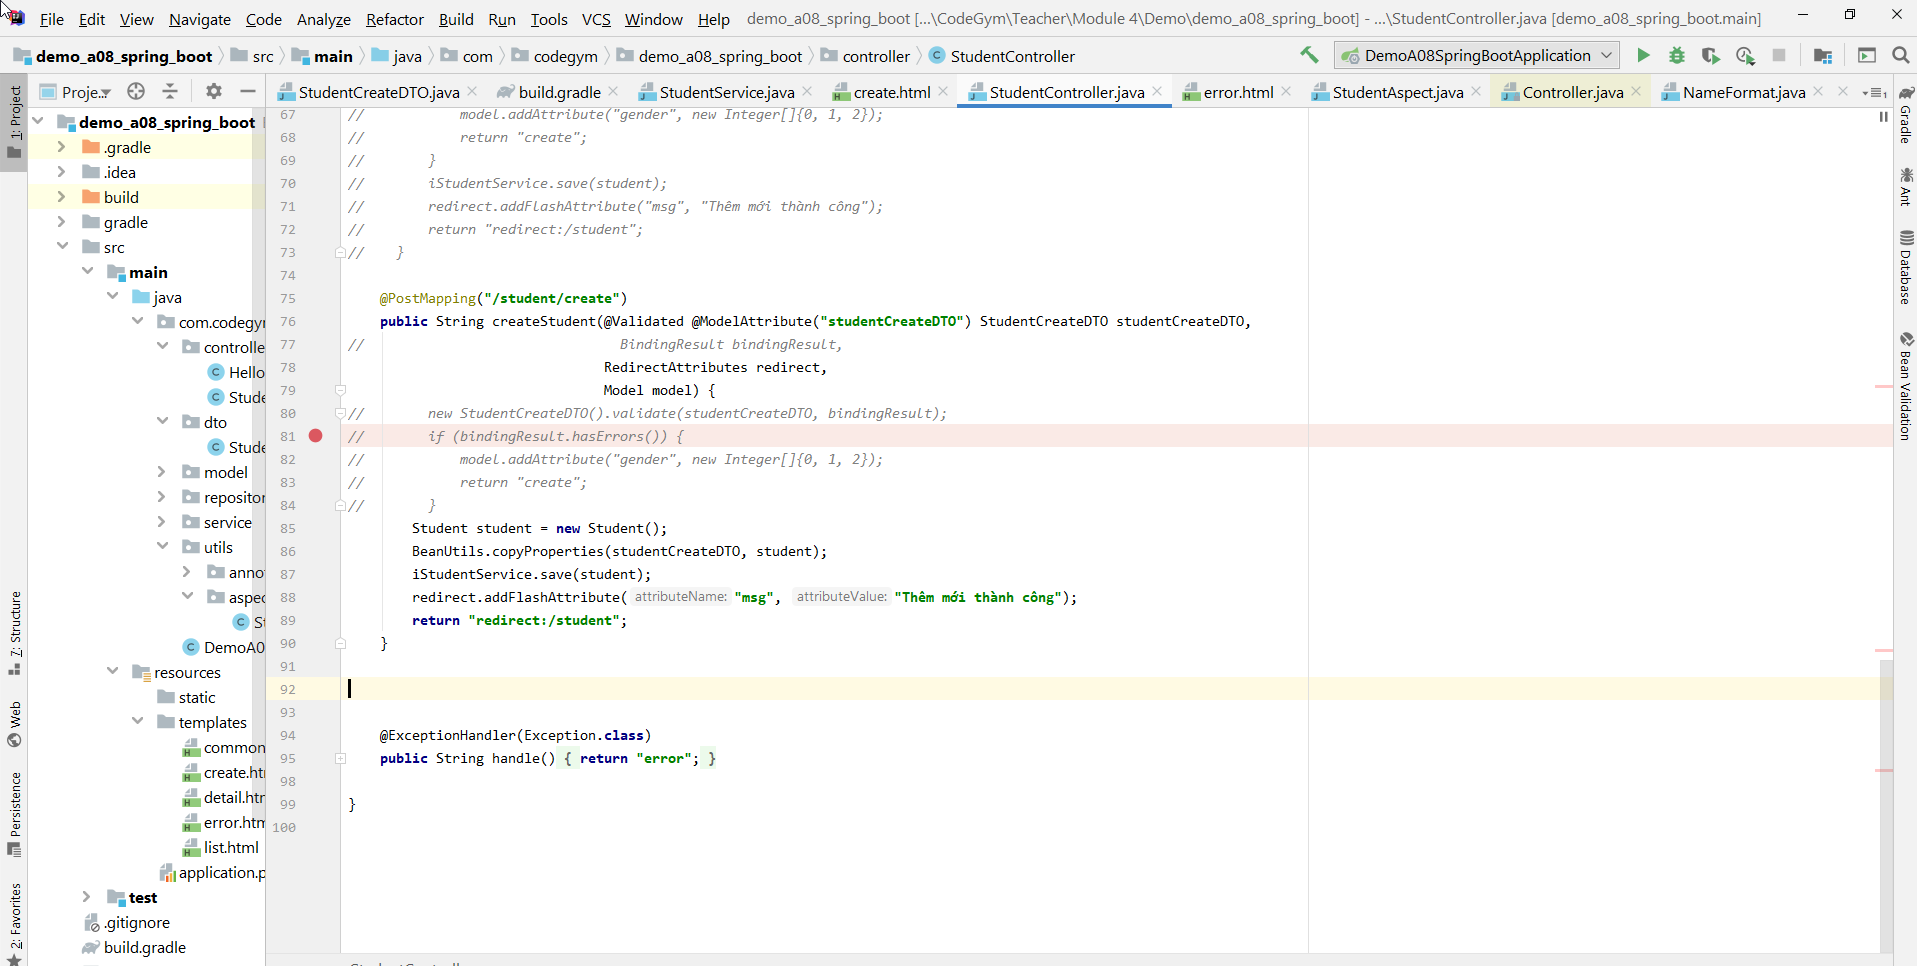 File Edit View Navigate Code Analyze Refactor Build Run Tools VCS Window Help demo_a08_spring_boot [...\CodeGym\Teacher\Module 4\Demo\demo_a08_spring_boot] - ...\StudentController.java [demo_a08_spring_boot.main]
demo_a08_spring_boot src main java com codegym demo_a08_spring_boot controller StudentController DemoA08SpringBootApplication
Proje... StudentCreateDTO.java build.gradle StudentService.java create.html StudentController.java error.html StudentAspect.java Controller.java NameFormat.java
1: Project
7: Structure
Web
Persistence
2: Favorites
demo_a08_spring_boot
.gradle
.idea
build
gradle
src
main
java
com.codegy
controlle
Hello
Stude
dto
Stude
model
repositor
service
utils
anno
aspec
St
DemoA0
resources
static
templates
common
create.ht
detail.htr
error.htm
list.html
application.p
test
.gitignore
build.gradle
67 // model.addAttribute("gender", new Integer[]{0, 1, 2});
68 // return "create";
69 // }
70 // iStudentService.save(student);
71 // redirect.addFlashAttribute("msg", "Thêm mới thành công");
72 // return "redirect:/student";
73 // }
74
75 @PostMapping("/student/create")
76 public String createStudent(@Validated @ModelAttribute("studentCreateDTO") StudentCreateDTO studentCreateDTO,
77 // BindingResult bindingResult,
78 RedirectAttributes redirect,
79 Model model) {
80 // new StudentCreateDTO().validate(studentCreateDTO, bindingResult);
81 // if (bindingResult.hasErrors()) {
82 // model.addAttribute("gender", new Integer[]{0, 1, 2});
83 // return "create";
84 // }
85 Student student = new Student();
86 BeanUtils.copyProperties(studentCreateDTO, student);
87 iStudentService.save(student);
88 redirect.addFlashAttribute( attributeName: "msg", attributeValue: "Thêm mới thành công");
89 return "redirect:/student";
90 }
91
92
93
94 @ExceptionHandler(Exception.class)
95 public String handle() { return "error"; }
98
99 }
100
Gradle
Ant
Database
Bean Validation